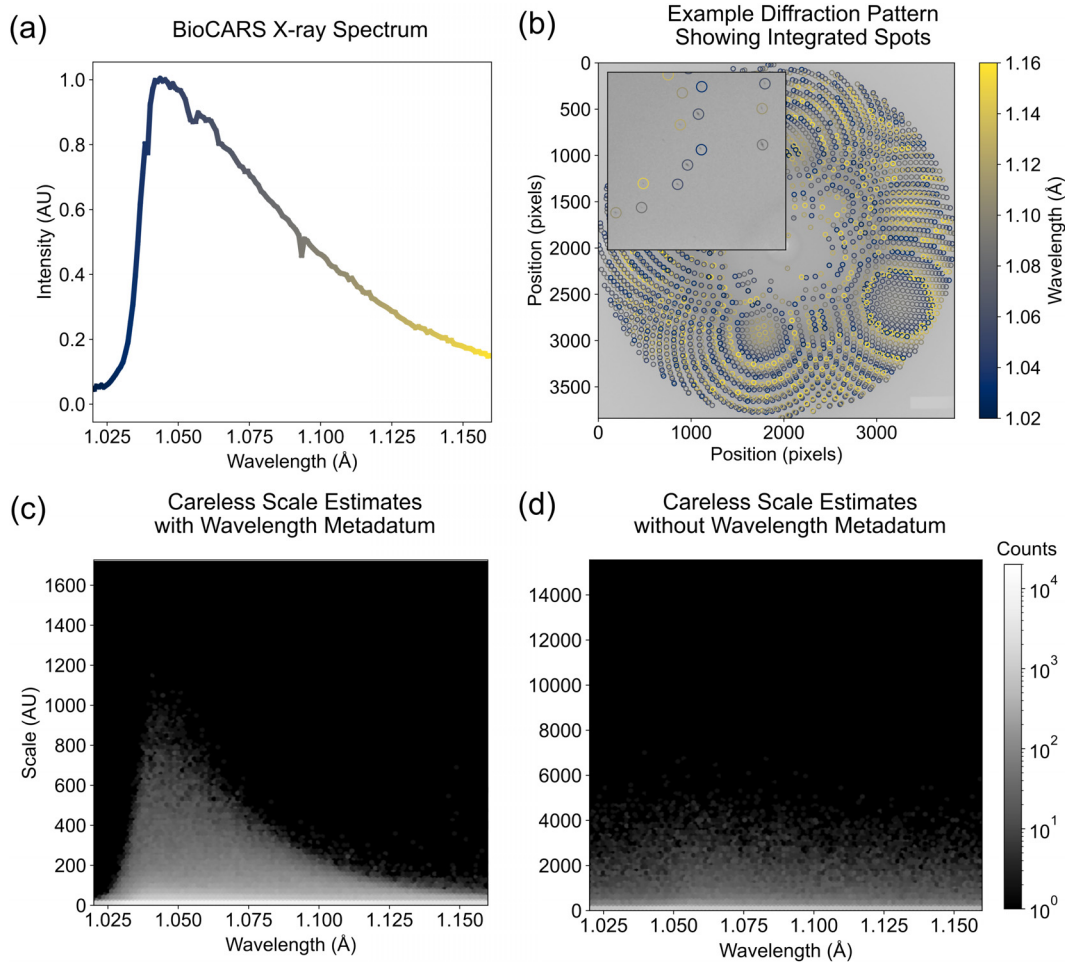 (a)
BioCARS X-ray Spectrum
Intensity (AU)
1.0
0.8
0.6
0.4
0.2
0.0
1.025 1.050 1.075 1.100 1.125 1.150
Wavelength (Å)
(b)
Example Diffraction Pattern
Showing Integrated Spots
Position (pixels)
0
500
1000
1500
2000
2500
3000
3500
0 1000 2000 3000
Position (pixels)
1.16
1.14
1.12
1.10
1.08
1.06
1.04
1.02
Wavelength (Å)
(c)
Careless Scale Estimates
with Wavelength Metadatum
Scale (AU)
1600
1400
1200
1000
800
600
400
200
0
1.025 1.050 1.075 1.100 1.125 1.150
Wavelength (Å)
(d)
Careless Scale Estimates
without Wavelength Metadatum
14000
12000
10000
8000
6000
4000
2000
0
1.025 1.050 1.075 1.100 1.125 1.150
Wavelength (Å)
Counts
10⁴
10³
10²
10¹
10⁰